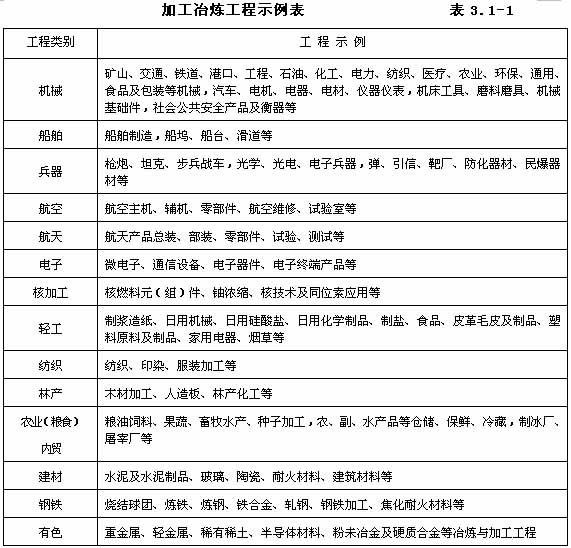 加工冶炼工程示例表 表 3.1-1
工程类别 工 程 示 例
机械 矿山、交通、铁道、港口、工程、石油、化工、电力、纺织、医疗、农业、环保、通用、
食品及包装等机械,汽车、电机、电器、电材、仪器仪表,机床工具、磨料磨具、机械
基础件,社会公共安全产品及衡器等
船舶 船舶制造,船坞、船台、滑道等
兵器 枪炮、坦克、步兵战车,光学、光电、电子兵器,弹、引信、靶厂、防化器材、民爆器
材等
航空 航空主机、辅机、零部件、航空维修、试验室等
航天 航天产品总装、部装、零部件、试验、测试等
电子 微电子、通信设备、电子器件、电子终端产品等
核加工 核燃料元(组)件、铀浓缩、核技术及同位素应用等
轻工 制浆造纸、日用机械、日用硅酸盐、日用化学制品、制盐、食品、皮革毛皮及制品、塑
料原料及制品、家用电器、烟草等
纺织 纺织、印染、服装加工等
林产 木材加工、人造板、林产化工等
农业(粮食) 粮油饲料、果蔬、畜牧水产、种子加工,农、副、水产品等仓储、保鲜、冷藏,制冰厂、
内贸 屠宰厂等
建材 水泥及水泥制品、玻璃、陶瓷、耐火材料、建筑材料等
钢铁 烧结球团、炼铁、炼钢、铁合金、轧钢、钢铁加工、焦化耐火材料等
有色 重金属、轻金属、稀有稀土、半导体材料、粉未冶金及硬质合金等冶炼与加工工程